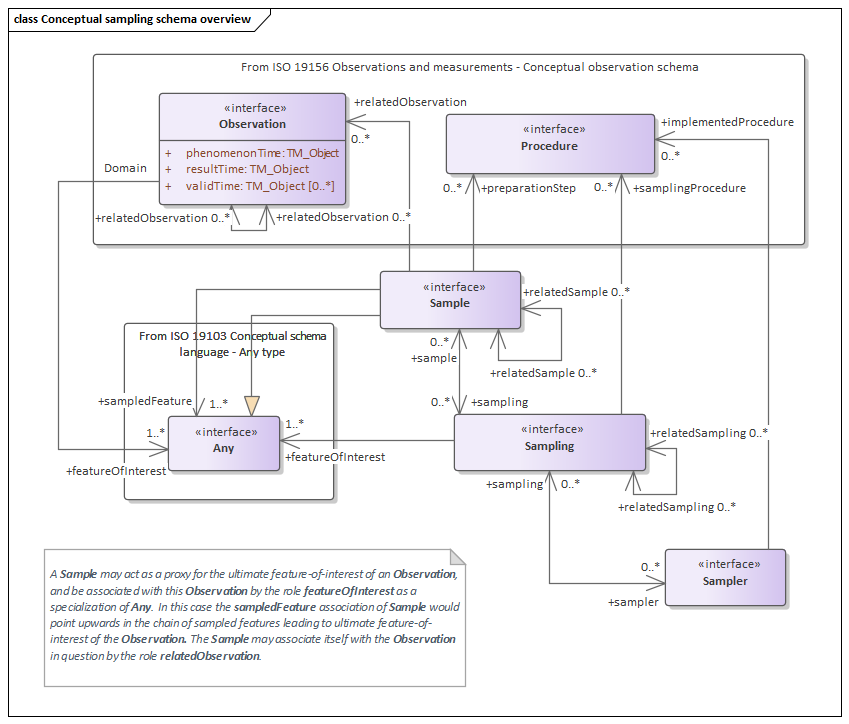 class Conceptual sampling schema overview
From ISO 19156 Observations and measurements - Conceptual observation schema
«interface»
Observation
+ phenomenonTime: TM_Object
+ resultTime: TM_Object
+ validTime: TM_Object [0..*]
+relatedObservation
0..*
«interface»
Procedure
+implementedProcedure
0..*
Domain
0..*
+preparationStep
0..*
+samplingProcedure
+relatedObservation 0..*
+relatedObservation 0..*
«interface»
Sample
+relatedSample 0..*
From ISO 19103 Conceptual schema
language - Any type
0..*
+sample
+relatedSample 0..*
+sampledFeature
1..*
0..*
+sampling
«interface»
Any
1..*
1..*
+featureOfInterest
+featureOfInterest
«interface»
Sampling
+relatedSampling 0..*
+sampling
0..*
+relatedSampling 0..*
«interface»
Sampler
0..*
+sampler
A Sample may act as a proxy for the ultimate feature-of-interest of an Observation,
and be associated with this Observation by the role featureOfInterest as a
specialization of Any. In this case the sampledFeature association of Sample would
point upwards in the chain of sampled features leading to ultimate feature-of-
interest of the Observation. The Sample may associate itself with the Observation
in question by the role relatedObservation.